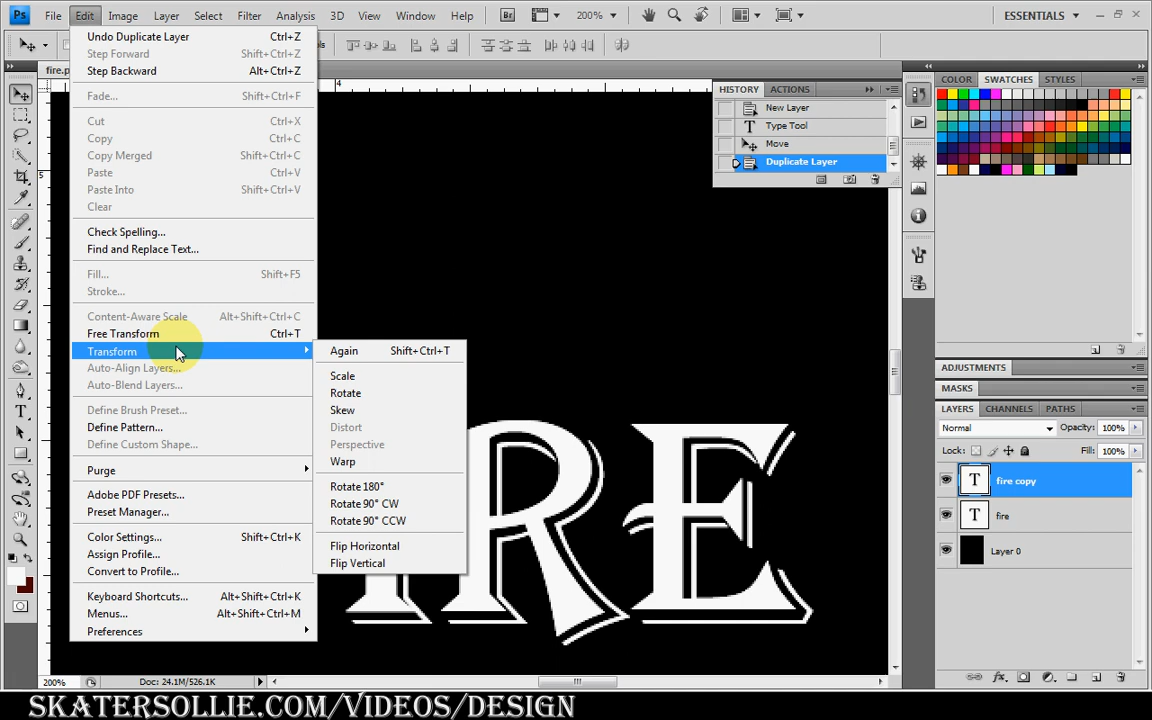 Ps File Edit Image Layer Select Filter Analysis 3D View Window Help Br 200% ESSENTIALS
fire.p
4
5
Undo Duplicate Layer Ctrl+Z
Step Forward Shift+Ctrl+Z
Step Backward Alt+Ctrl+Z
Fade... Shift+Ctrl+F
Cut Ctrl+X
Copy Ctrl+C
Copy Merged Shift+Ctrl+C
Paste Ctrl+V
Paste Into Shift+Ctrl+V
Clear
Check Spelling...
Find and Replace Text...
Fill... Shift+F5
Stroke...
Content-Aware Scale Alt+Shift+Ctrl+C
Free Transform Ctrl+T
Transform
Auto-Align Layers...
Auto-Blend Layers...
Define Brush Preset...
Define Pattern...
Define Custom Shape...
Purge
Adobe PDF Presets...
Preset Manager...
Color Settings... Shift+Ctrl+K
Assign Profile...
Convert to Profile...
Keyboard Shortcuts... Alt+Shift+Ctrl+K
Menus... Alt+Shift+Ctrl+M
Preferences
Again Shift+Ctrl+T
Scale
Rotate
Skew
Distort
Perspective
Warp
Rotate 180°
Rotate 90° CW
Rotate 90° CCW
Flip Horizontal
Flip Vertical
IRE
HISTORY ACTIONS
New Layer
T Type Tool
Move
Duplicate Layer
COLOR SWATCHES STYLES
ADJUSTMENTS
MASKS
LAYERS CHANNELS PATHS
Normal Opacity: 100%
Lock: Fill: 100%
T fire copy
T fire
Layer 0
200% Doc: 24.1M/526.1K
SKATERSOLLIE.COM/VIDEOS/DESIGN